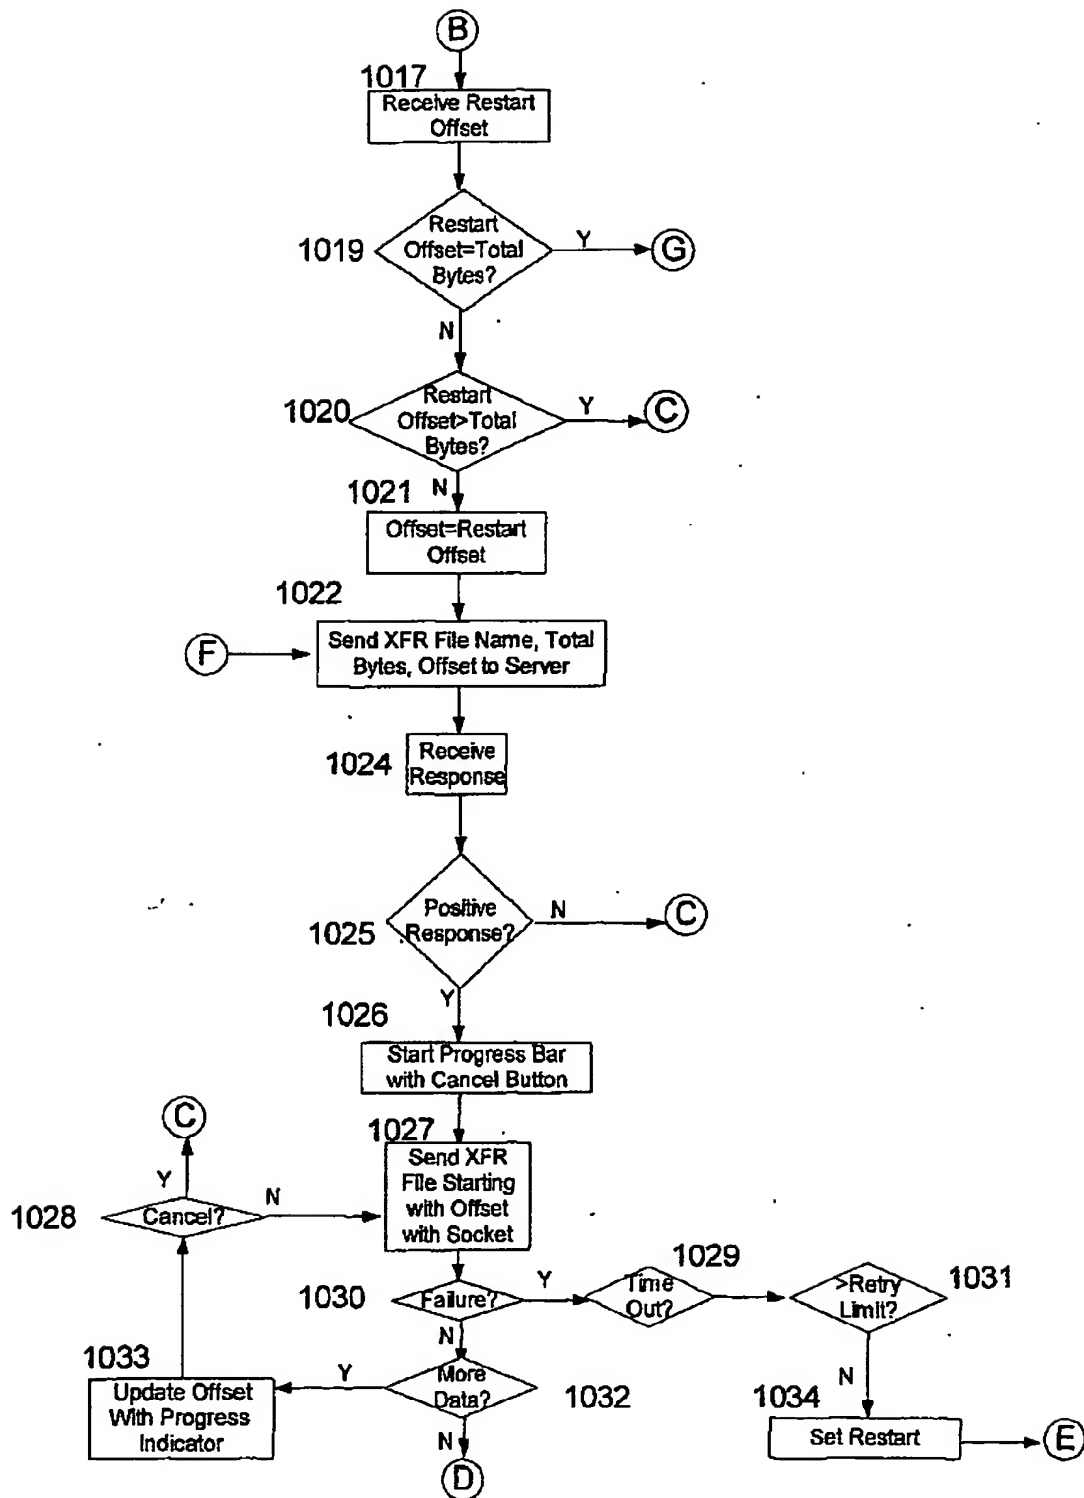 B
1017
Receive Restart
Offset
1019
Restart
Offset=Total
Bytes?
Y
G
N
1020
Restart
Offset>Total
Bytes?
Y
C
N
1021
Offset=Restart
Offset
1022
F
Send XFR File Name, Total
Bytes, Offset to Server
1024
Receive
Response
1025
Positive
Response?
N
C
Y
1026
Start Progress Bar
with Cancel Button
C
1027
Send XFR
File Starting
with Offset
with Socket
Y
1028
Cancel?
N
1029
1030
Failure?
Y
Time
Out?
>Retry
Limit?
1031
N
1033
Y
More
Data?
1032
N
Update Offset
With Progress
Indicator
1034
Set Restart
E
N
D